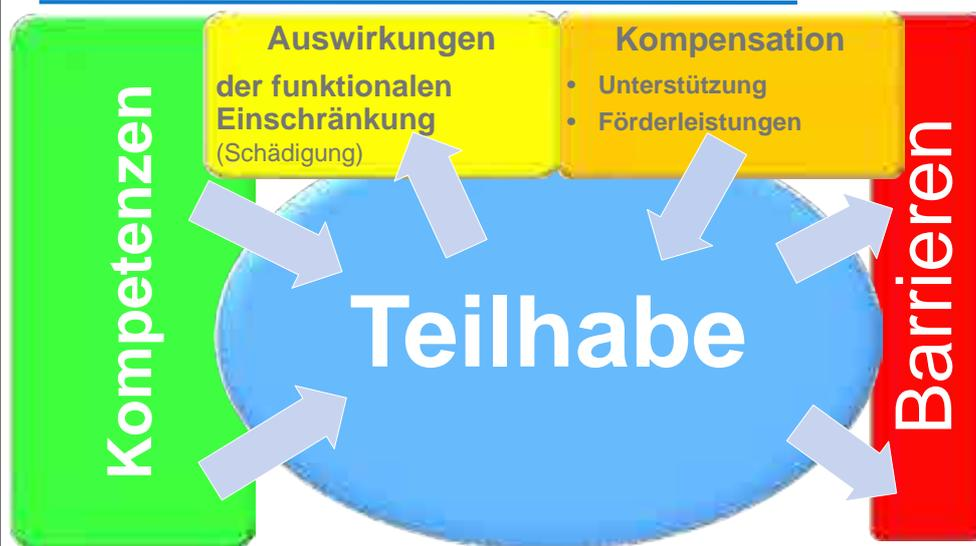 Kompetenzen
Auswirkungen
der funktionalen
Einschränkung
(Schädigung)
Kompensation
• Unterstützung
• Förderleistungen
Teilhabe
Barrieren